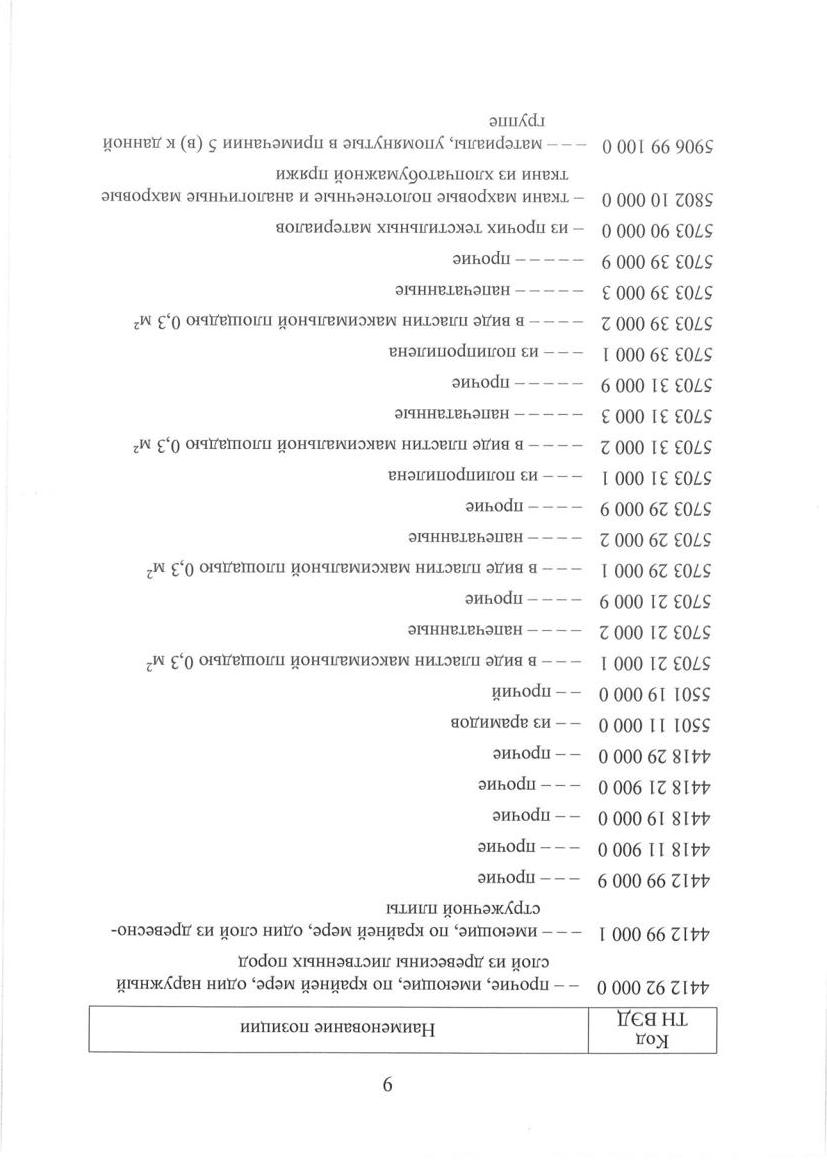 6
Код
ТН ВЭД
Наименование позиции
4412 92 000 0 – – прочие, имеющие, по крайней мере, один наружный
слой из древесины лиственных пород
4412 99 000 1 – – – имеющие, по крайней мере, один слой из древесно-
стружечной плиты
4412 99 000 9 – – – прочие
4418 11 900 0 – – – прочие
4418 19 000 0 – – прочие
4418 21 900 0 – – – прочие
4418 29 000 0 – – прочие
5501 11 000 0 – – из арамидов
5501 19 000 0 – – прочий
5703 21 000 1 – – – в виде пластин максимальной площадью 0,3 м²
5703 21 000 2 – – – – напечатанные
5703 21 000 9 – – – – прочие
5703 29 000 1 – – – в виде пластин максимальной площадью 0,3 м²
5703 29 000 2 – – – – напечатанные
5703 29 000 9 – – – – прочие
5703 31 000 1 – – – из полипропилена
5703 31 000 2 – – – – в виде пластин максимальной площадью 0,3 м²
5703 31 000 3 – – – – – напечатанные
5703 31 000 9 – – – – – прочие
5703 39 000 1 – – – из полипропилена
5703 39 000 2 – – – – в виде пластин максимальной площадью 0,3 м²
5703 39 000 3 – – – – – напечатанные
5703 39 000 9 – – – – – прочие
5703 90 000 0 – из прочих текстильных материалов
5802 10 000 0 – ткани махровые полотенечные и аналогичные махровые
ткани из хлопчатобумажной пряжи
5906 99 100 0 – – – материалы, упомянутые в примечании 5 (в) к данной
группе